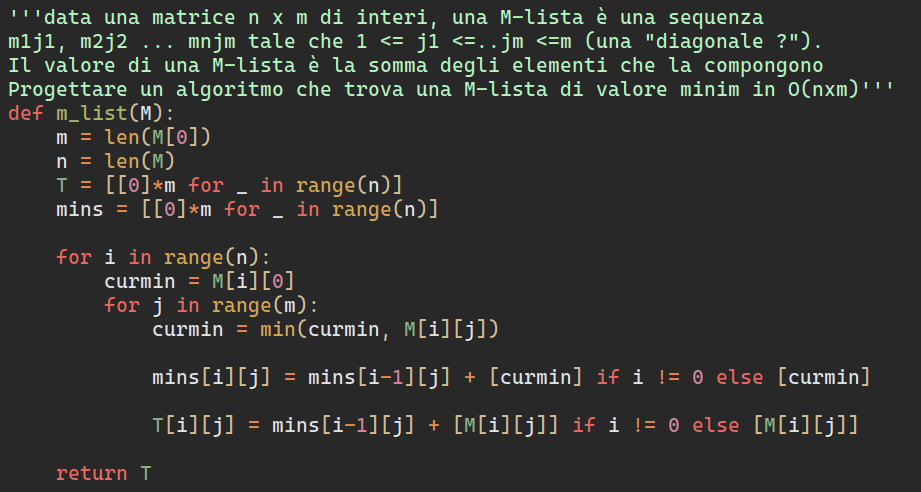 '''data una matrice n x m di interi, una M-lista è una sequenza
m1j1, m2j2 ... mnjm tale che 1 <= j1 <=..jm <=m (una "diagonale ?").
Il valore di una M-lista è la somma degli elementi che la compongono
Progettare un algoritmo che trova una M-lista di valore minim in O(nxm)'''
def m_list(M):
    m = len(M[0])
    n = len(M)
    T = [[0]*m for _ in range(n)]
    mins = [[0]*m for _ in range(n)]

    for i in range(n):
        curmin = M[i][0]
        for j in range(m):
            curmin = min(curmin, M[i][j])

            mins[i][j] = mins[i-1][j] + [curmin] if i != 0 else [curmin]

            T[i][j] = mins[i-1][j] + [M[i][j]] if i != 0 else [M[i][j]]

    return T